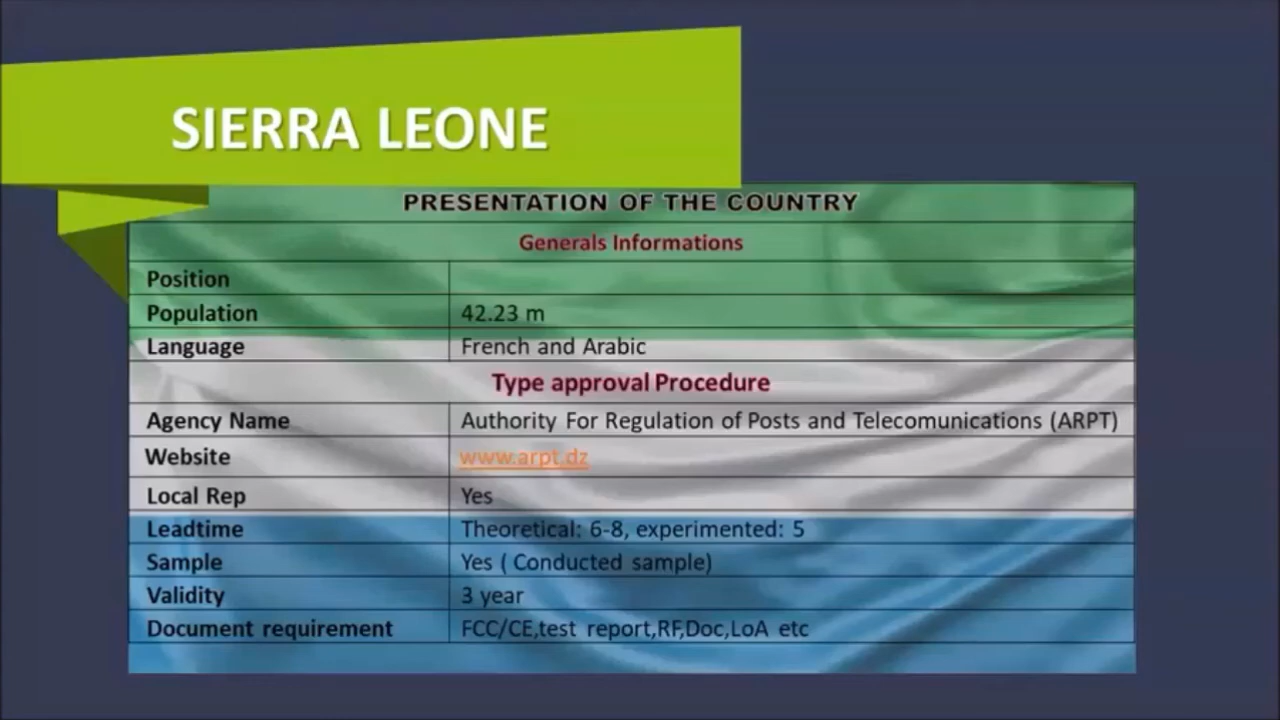 SIERRA LEONE
PRESENTATION OF THE COUNTRY
Generals Informations
Position
Population 42.23 m
Language French and Arabic
Type approval Procedure
Agency Name Authority For Regulation of Posts and Telecomunications (ARPT)
Website www.arpt.dz
Local Rep Yes
Leadtime Theoretical: 6-8, experimented: 5
Sample Yes ( Conducted sample)
Validity 3 year
Document requirement FCC/CE,test report,RF,Doc,LoA etc